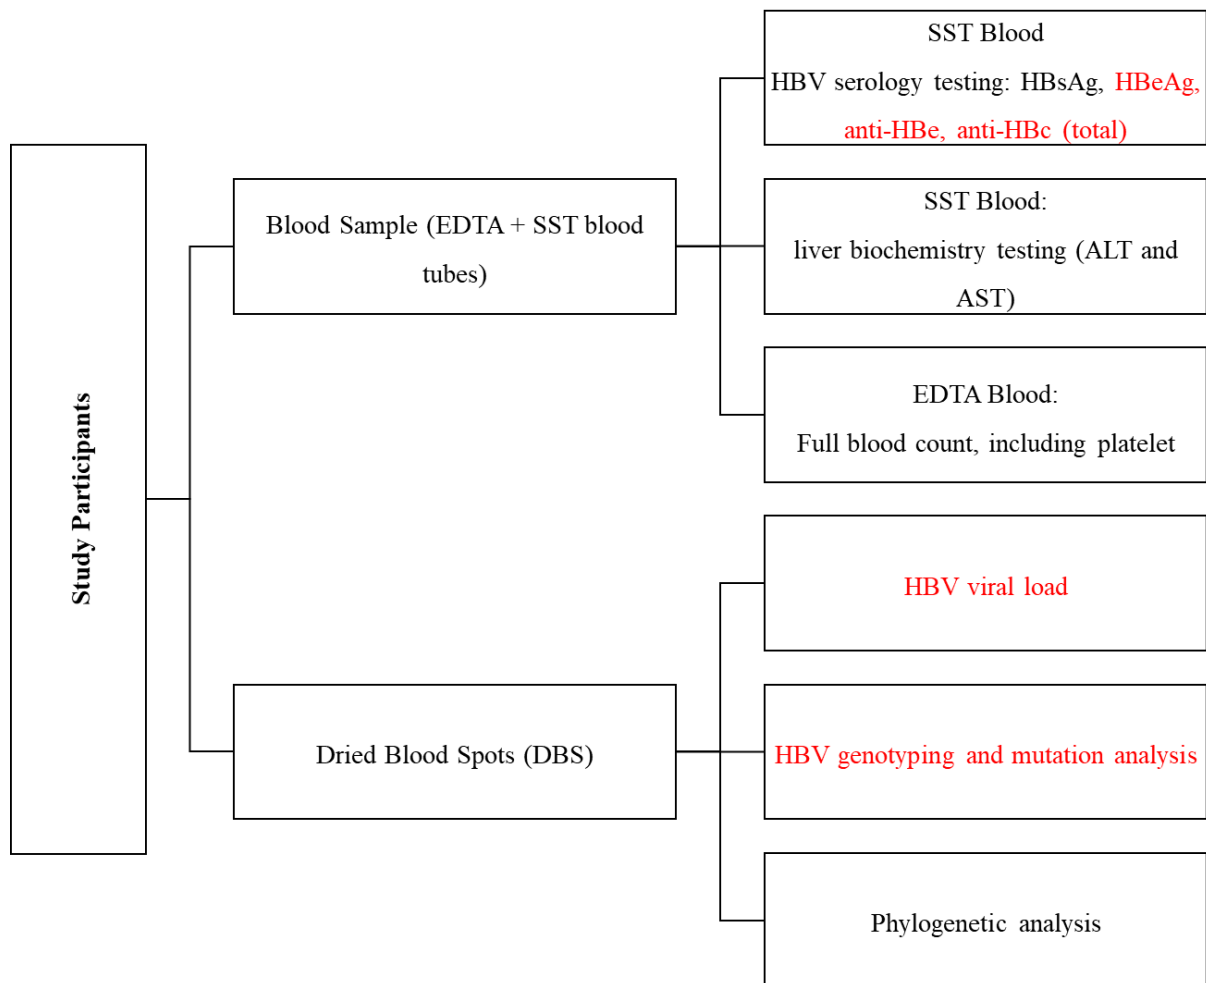 Study Participants
Blood Sample (EDTA + SST blood
tubes)
SST Blood
HBV serology testing: HBsAg, HBeAg,
anti-HBe, anti-HBc (total)
SST Blood:
liver biochemistry testing (ALT and
AST)
EDTA Blood:
Full blood count, including platelet
Dried Blood Spots (DBS)
HBV viral load
HBV genotyping and mutation analysis
Phylogenetic analysis